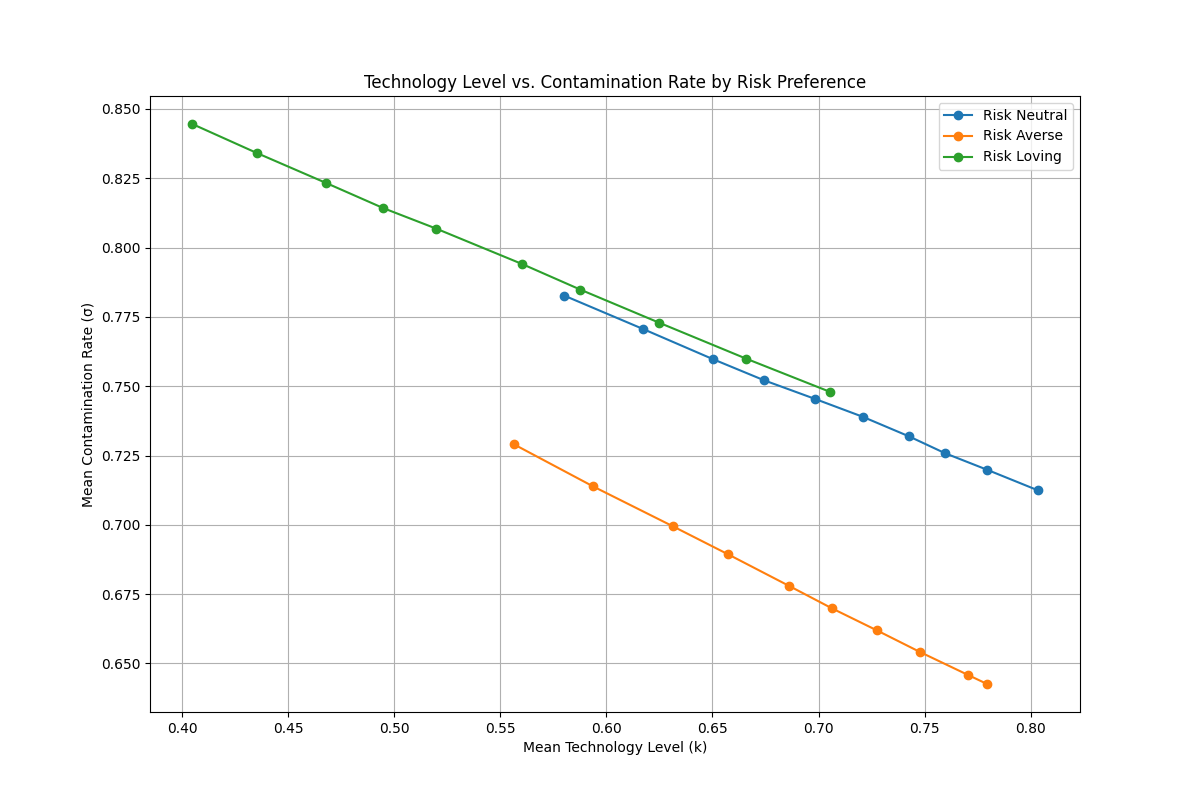 Technology Level vs. Contamination Rate by Risk Preference
Risk Neutral
Risk Averse
Risk Loving
Mean Contamination Rate (σ)
0.850
0.825
0.800
0.775
0.750
0.725
0.700
0.675
0.650
0.40 0.45 0.50 0.55 0.60 0.65 0.70 0.75 0.80
Mean Technology Level (k)